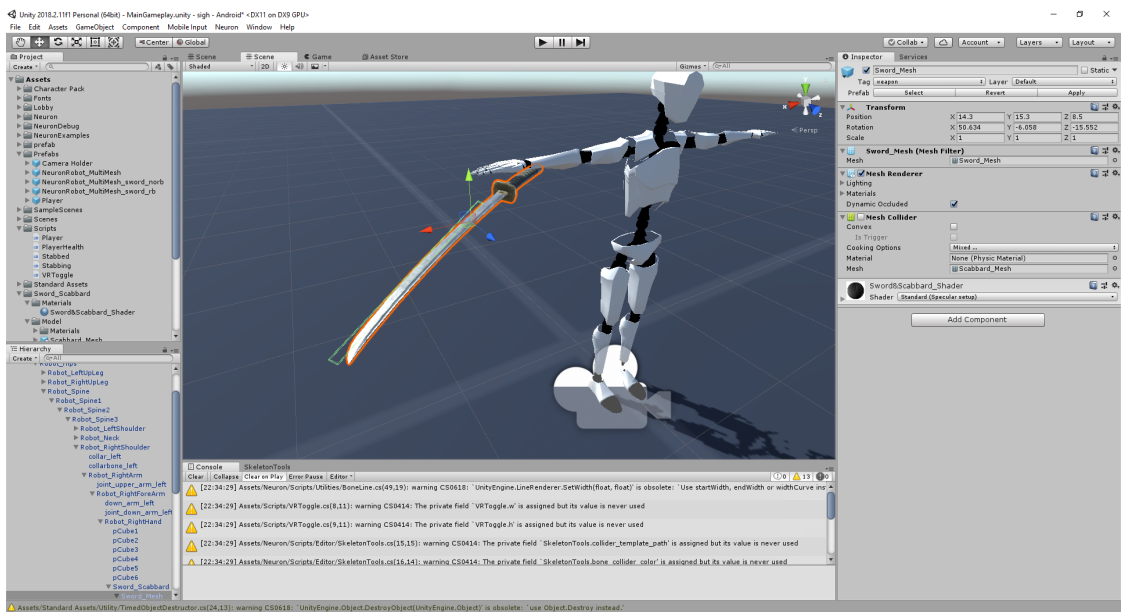 Unity 2018.2.11f1 Personal (64bit) - MainGameplay.unity - sigh - Android* <DX11 on DX9 GPU>
File Edit Assets GameObject Component Mobile Input Neuron Window Help
Center Global
Collab Account Layers Layout
Project
Create
Assets
Character Pack
Fonts
Lobby
Neuron
NeuronDebug
NeuronExamples
prefab
Prefabs
Camera Holder
NeuronRobot_MultiMesh
NeuronRobot_MultiMesh_sword_norb
NeuronRobot_MultiMesh_sword_rb
Player
SampleScenes
Scenes
Scripts
Player
PlayerHealth
Stabbed
Stabbing
VRToggle
Standard Assets
Sword_Scabbard
Materials
Sword&Scabbard_Shader
Model
Materials
Scabbard_Mesh
Hierarchy
Create All
Robot_Hips
Robot_LeftUpLeg
Robot_RightUpLeg
Robot_Spine
Robot_Spine1
Robot_Spine2
Robot_Spine3
Robot_LeftShoulder
Robot_Neck
Robot_RightShoulder
collar_left
collarbone_left
Robot_RightArm
joint_upper_arm_left
Robot_RightForeArm
down_arm_left
joint_down_arm_left
Robot_RightHand
pCube1
pCube2
pCube3
pCube4
pCube5
pCube6
Sword_Scabbard
Sword_Mesh
Scene Scene Game Asset Store
Shaded 2D Gizmos All
y
x
z
Persp
Console SkeletonTools
Clear Collapse Clear on Play Error Pause Editor 0 13 0
[22:34:29] Assets/Neuron/Scripts/Utilities/BoneLine.cs(49,19): warning CS0618: `UnityEngine.LineRenderer.SetWidth(float, float)' is obsolete: `Use startWidth, endWidth or widthCurve ins
[22:34:29] Assets/Scripts/VRToggle.cs(8,11): warning CS0414: The private field `VRToggle.w' is assigned but its value is never used
[22:34:29] Assets/Scripts/VRToggle.cs(9,11): warning CS0414: The private field `VRToggle.h' is assigned but its value is never used
[22:34:29] Assets/Neuron/Scripts/Editor/SkeletonTools.cs(15,15): warning CS0414: The private field `SkeletonTools.collider_template_path' is assigned but its value is never used
[22:34:29] Assets/Neuron/Scripts/Editor/SkeletonTools.cs(16,14): warning CS0414: The private field `SkeletonTools.bone_collider_color' is assigned but its value is never used
Inspector Services
Sword_Mesh Static
Tag weapon Layer Default
Prefab Select Revert Apply
Transform
Position X 14.3 Y 15.3 Z 8.5
Rotation X 50.634 Y -6.058 Z -15.552
Scale X 1 Y 1 Z 1
Sword_Mesh (Mesh Filter)
Mesh Sword_Mesh
Mesh Renderer
Lighting
Materials
Dynamic Occluded
Mesh Collider
Convex
Is Trigger
Cooking Options Mixed ...
Material None (Physic Material)
Mesh Scabbard_Mesh
Sword&Scabbard_Shader
Shader Standard (Specular setup)
Add Component
Assets/Standard Assets/Utility/TimedObjectDestructor.cs(24,13): warning CS0618: `UnityEngine.Object.DestroyObject(UnityEngine.Object)' is obsolete: `use Object.Destroy instead.'